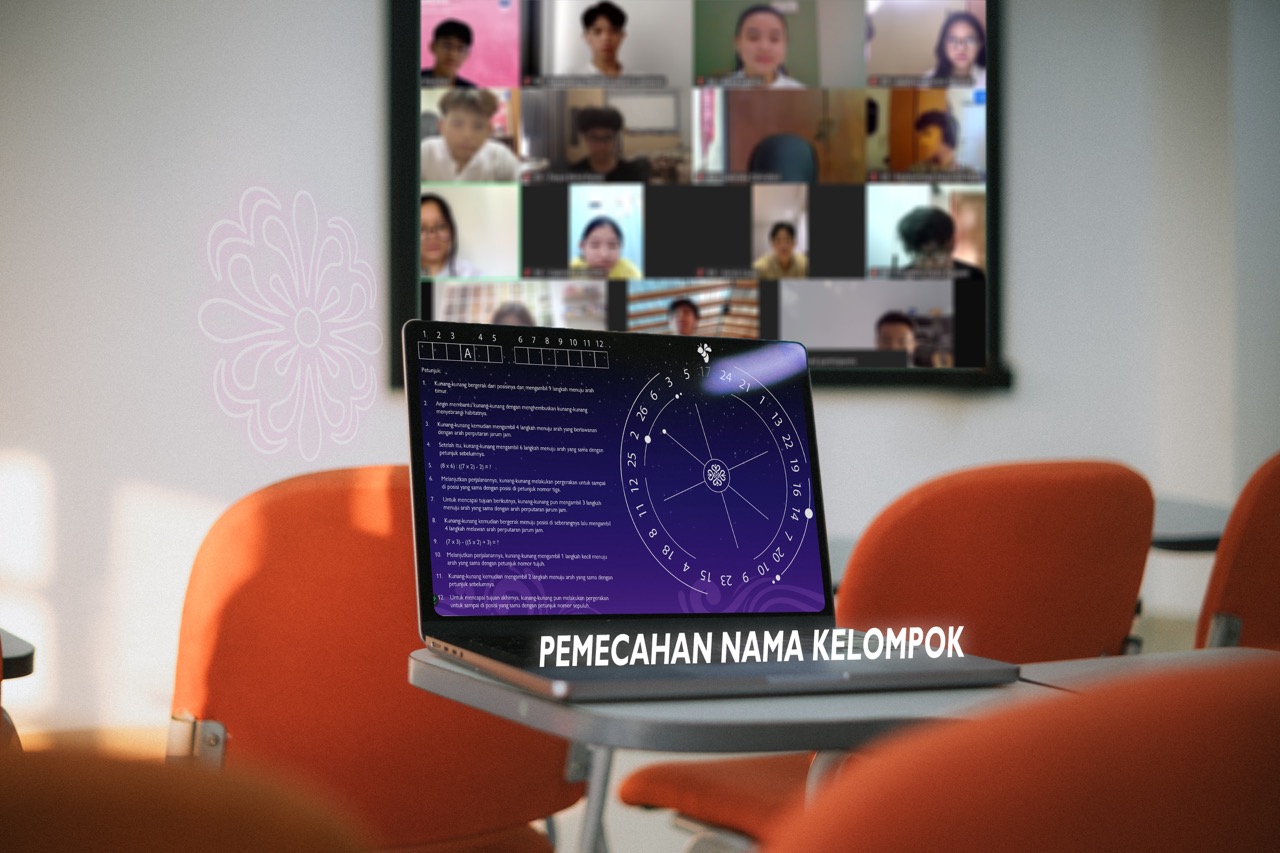 1 2 3 4 5 6 7 8 9 10 11 12
A
Petunjuk:
1. Kunang-kunang bergerak dari posisinya dan mengambil 9 langkah menuju arah
timur.
2. Angin membantu kunang-kunang dengan menghembuskan kunang-kunang
menyebrangi habitatnya.
3. Kunang-kunang kemudian mengambil 4 langkah menuju arah yang berlawanan
dengan arah perputaran jarum jam.
4. Setelah itu, kunang-kunang mengambil 6 langkah menuju arah yang sama dengan
petunjuk sebelumnya.
5. (8 x 6) : ((7 x 2) - 2) = ?
6. Melanjutkan perjalanannya, kunang-kunang melakukan pergerakan untuk sampai
di posisi yang sama dengan posisi di petunjuk nomor tiga.
7. Untuk mencapai tujuan berikutnya, kunang-kunang pun mengambil 3 langkah
menuju arah yang sama dengan arah perputaran jarum jam.
8. Kunang-kunang kemudian bergerak menuju posisi di seberangnya lalu mengambil
4 langkah melawan arah perputaran jarum jam.
9. (7 x 3) - ((5 x 2) + 3) = ?
10. Melanjutkan perjalanannya, kunang-kunang mengambil 1 langkah kecil menuju
arah yang sama dengan petunjuk nomor tujuh.
11. Kunang-kunang kemudian mengambil 2 langkah menuju arah yang sama dengan
petunjuk sebelumnya
12. Untuk mencapai tujuan akhirnya, kunang-kunang pun melakukan pergerakan
untuk sampai di posisi yang sama dengan petunjuk nomor sepuluh.
17 24 21 1 13 22 19 16 14 7 20 10 9 23 15 4 18 8 11 12 25 2 26 6 3 5
PEMECAHAN NAMA KELOMPOK